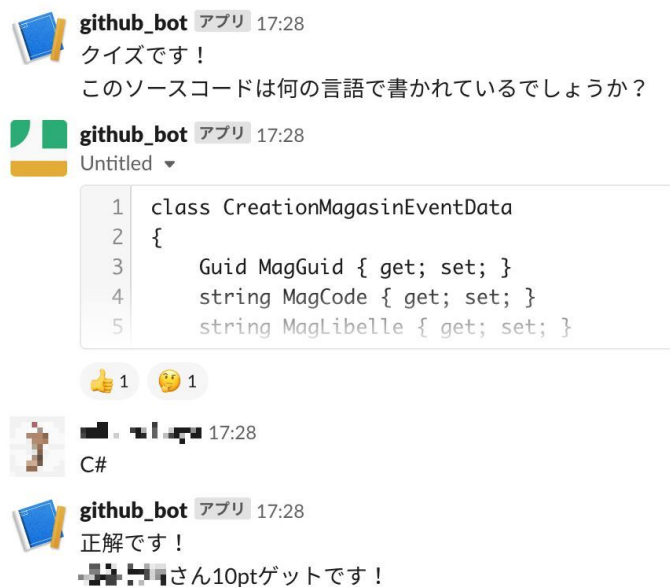 github_bot アプリ 17:28
クイズです！
このソースコードは何の言語で書かれているでしょうか？
github_bot アプリ 17:28
Untitled
1 class CreationMagasinEventData
2 {
3 Guid MagGuid { get; set; }
4 string MagCode { get; set; }
5 string MagLibelle { get; set; }
1 1
17:28
C#
github_bot アプリ 17:28
正解です！
さん10ptゲットです！